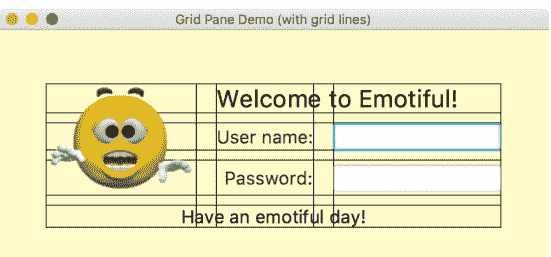 Grid Pane Demo (with grid lines)
Welcome to Emotiful!
User name:
Password:
Have an emotiful day!